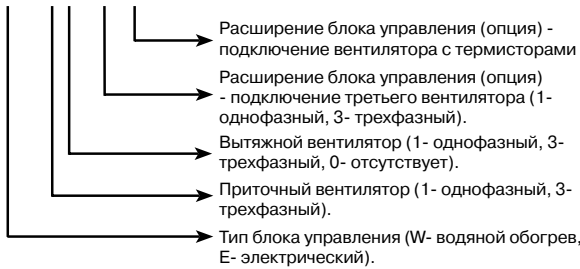 Расширение блока управления (опция) -
подключение вентилятора с термисторами
Расширение блока управления (опция)
- подключение третьего вентилятора (1-
однофазный, 3- трехфазный).
Вытяжной вентилятор (1- однофазный, 3-
трехфазный, 0- отсутствует).
Приточный вентилятор (1- однофазный, 3-
трехфазный).
Тип блока управления (W- водяной обогрев,
E- электрический).